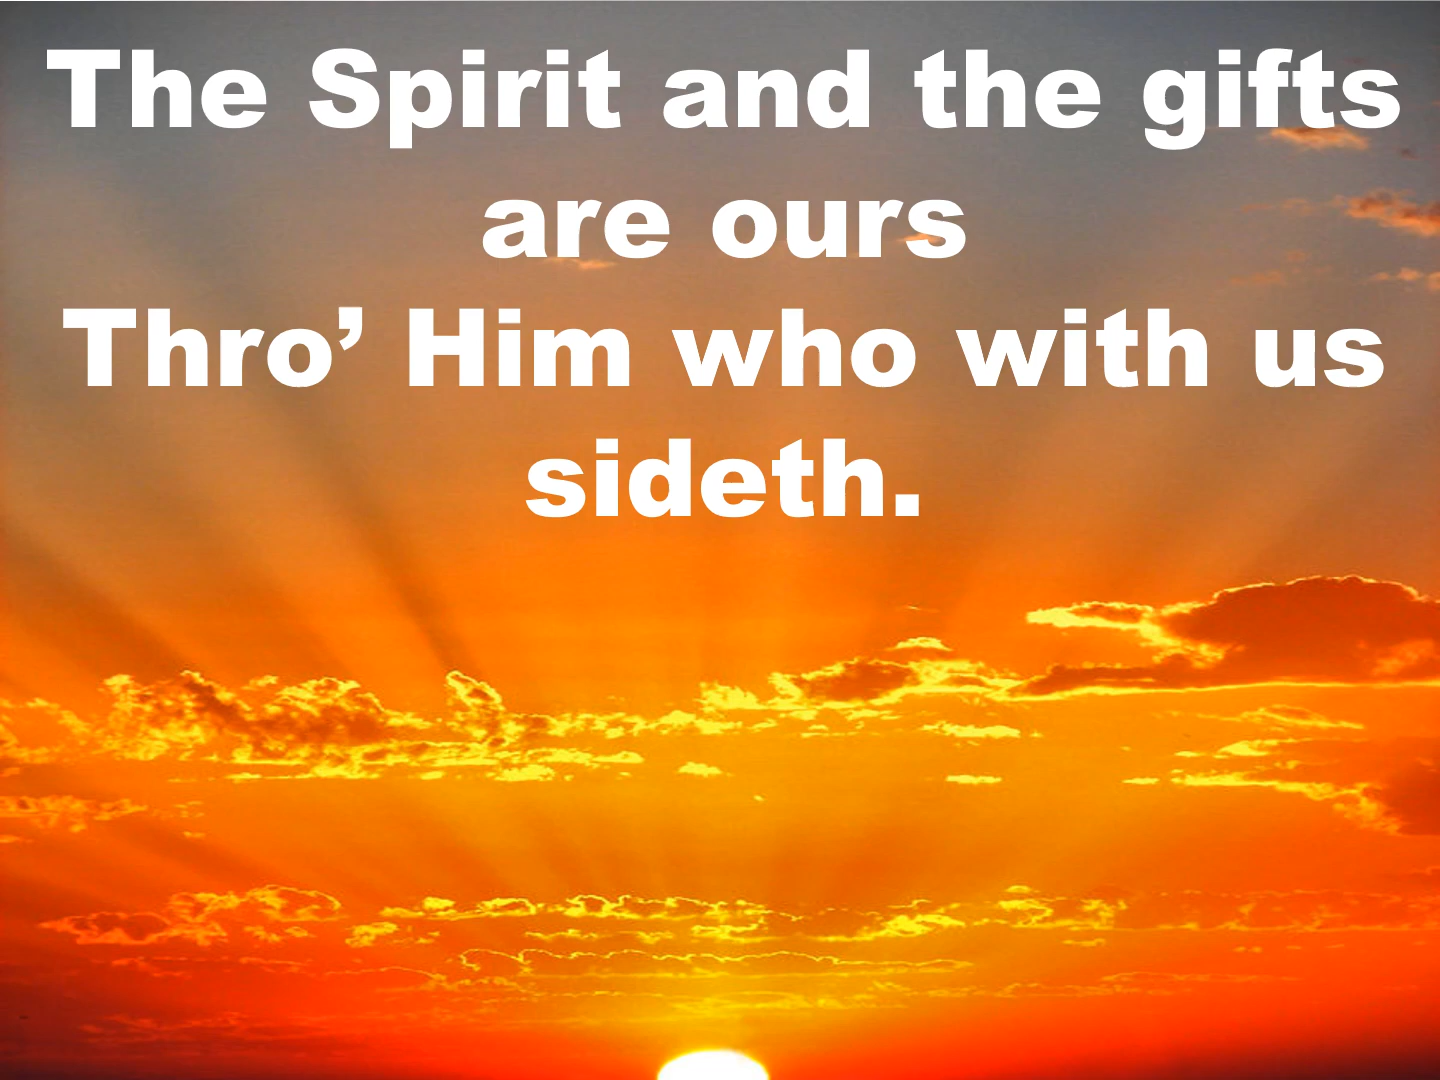 The Spirit and the gifts
are ours
Thro’ Him who with us
sideth.